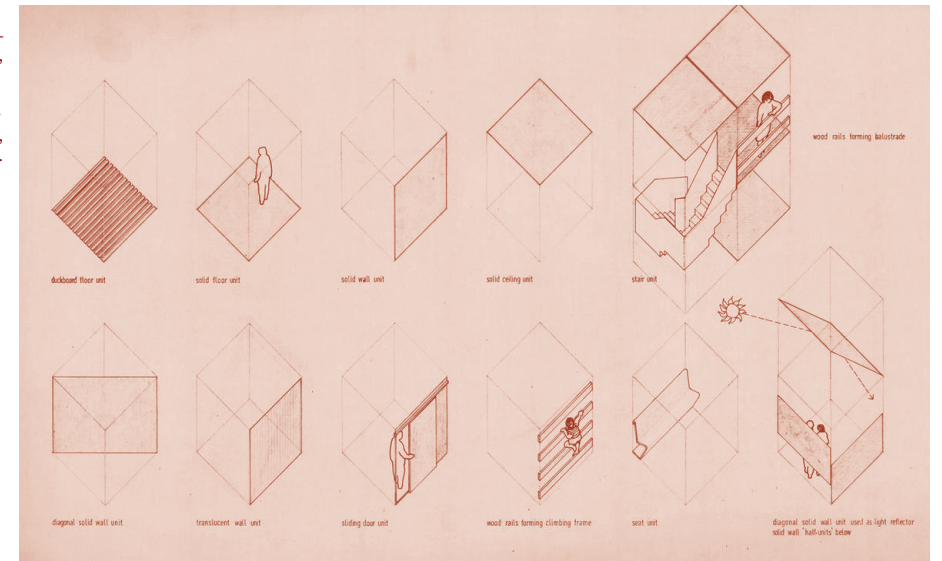 wood rails forming balustrade
duckboard floor unit
solid floor unit
solid wall unit
solid ceiling unit
stair unit
diagonal solid wall unit
translucent wall unit
sliding door unit
wood rails forming climbing frame
seat unit
diagonal solid wall unit used as light reflector
solid wall 'half-units' below